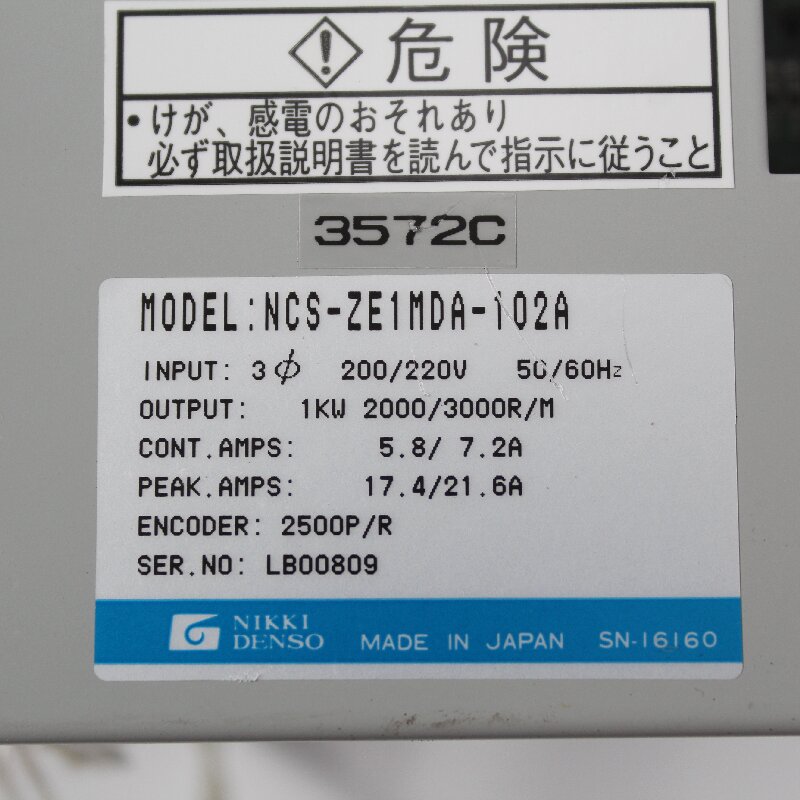 危険
・けが、感電のおそれあり
必ず取扱説明書を読んで指示に従うこと
3572C
MODEL:NCS-ZE1MDA-102A
INPUT: 3φ 200/220V 50/60Hz
OUTPUT: 1KW 2000/3000R/M
CONT.AMPS: 5.8/ 7.2A
PEAK.AMPS: 17.4/21.6A
ENCODER: 2500P/R
SER.NO: LB00809
NIKKI DENSO MADE IN JAPAN SN-16160